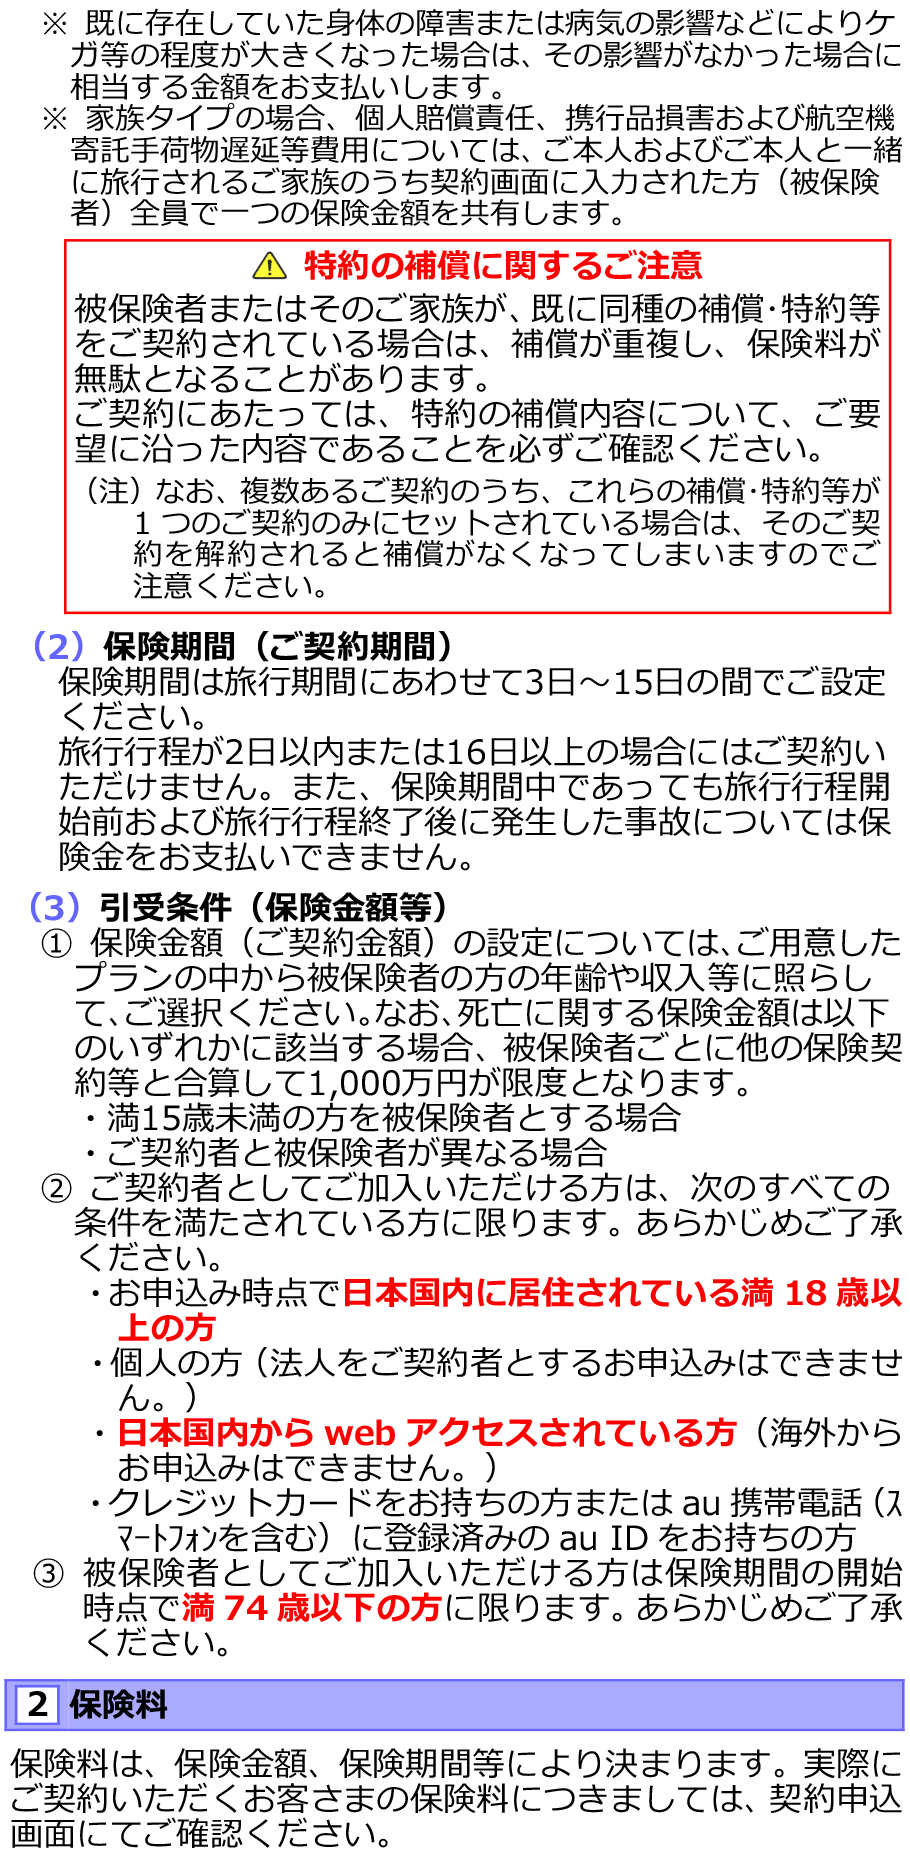 ※ 既に存在していた身体の障害または病気の影響などによりケ
ガ等の程度が大きくなった場合は、その影響がなかった場合に
相当する金額をお支払いします。
※ 家族タイプの場合、個人賠償責任、携行品損害および航空機
寄託手荷物遅延等費用については、ご本人およびご本人と一緒
に旅行されるご家族のうち契約画面に入力された方（被保険
者）全員で一つの保険金額を共有します。
特約の補償に関するご注意
被保険者またはそのご家族が、既に同種の補償・特約等
をご契約されている場合は、補償が重複し、保険料が
無駄となることがあります。
ご契約にあたっては、特約の補償内容について、ご要
望に沿った内容であることを必ずご確認ください。
（注）なお、複数あるご契約のうち、これらの補償・特約等が
1 つのご契約のみにセットされている場合は、そのご契
約を解約されると補償がなくなってしまいますのでご
注意ください。
（2）保険期間（ご契約期間）
保険期間は旅行期間にあわせて3日～15日の間でご設定
ください。
旅行行程が2日以内または16日以上の場合にはご契約い
ただけません。また、保険期間中であっても旅行行程開
始前および旅行行程終了後に発生した事故については保
険金をお支払いできません。
（3）引受条件（保険金額等）
① 保険金額（ご契約金額）の設定については、ご用意した
プランの中から被保険者の方の年齢や収入等に照らし
て、ご選択ください。なお、死亡に関する保険金額は以下
のいずれかに該当する場合、被保険者ごとに他の保険契
約等と合算して1,000万円が限度となります。
・満15歳未満の方を被保険者とする場合
・ご契約者と被保険者が異なる場合
② ご契約者としてご加入いただける方は、次のすべての
条件を満たされている方に限ります。あらかじめご了承
ください。
・お申込み時点で日本国内に居住されている満 18 歳以
上の方
・個人の方（法人をご契約者とするお申込みはできませ
ん。）
・日本国内から web アクセスされている方（海外から
お申込みはできません。）
・クレジットカードをお持ちの方または au 携帯電話（ｽ
ﾏｰﾄﾌｫﾝを含む）に登録済みの au ID をお持ちの方
③ 被保険者としてご加入いただける方は保険期間の開始
時点で満 74 歳以下の方に限ります。あらかじめご了承
ください。
2 保険料
保険料は、保険金額、保険期間等により決まります。実際に
ご契約いただくお客さまの保険料につきましては、契約申込
画面にてご確認ください。